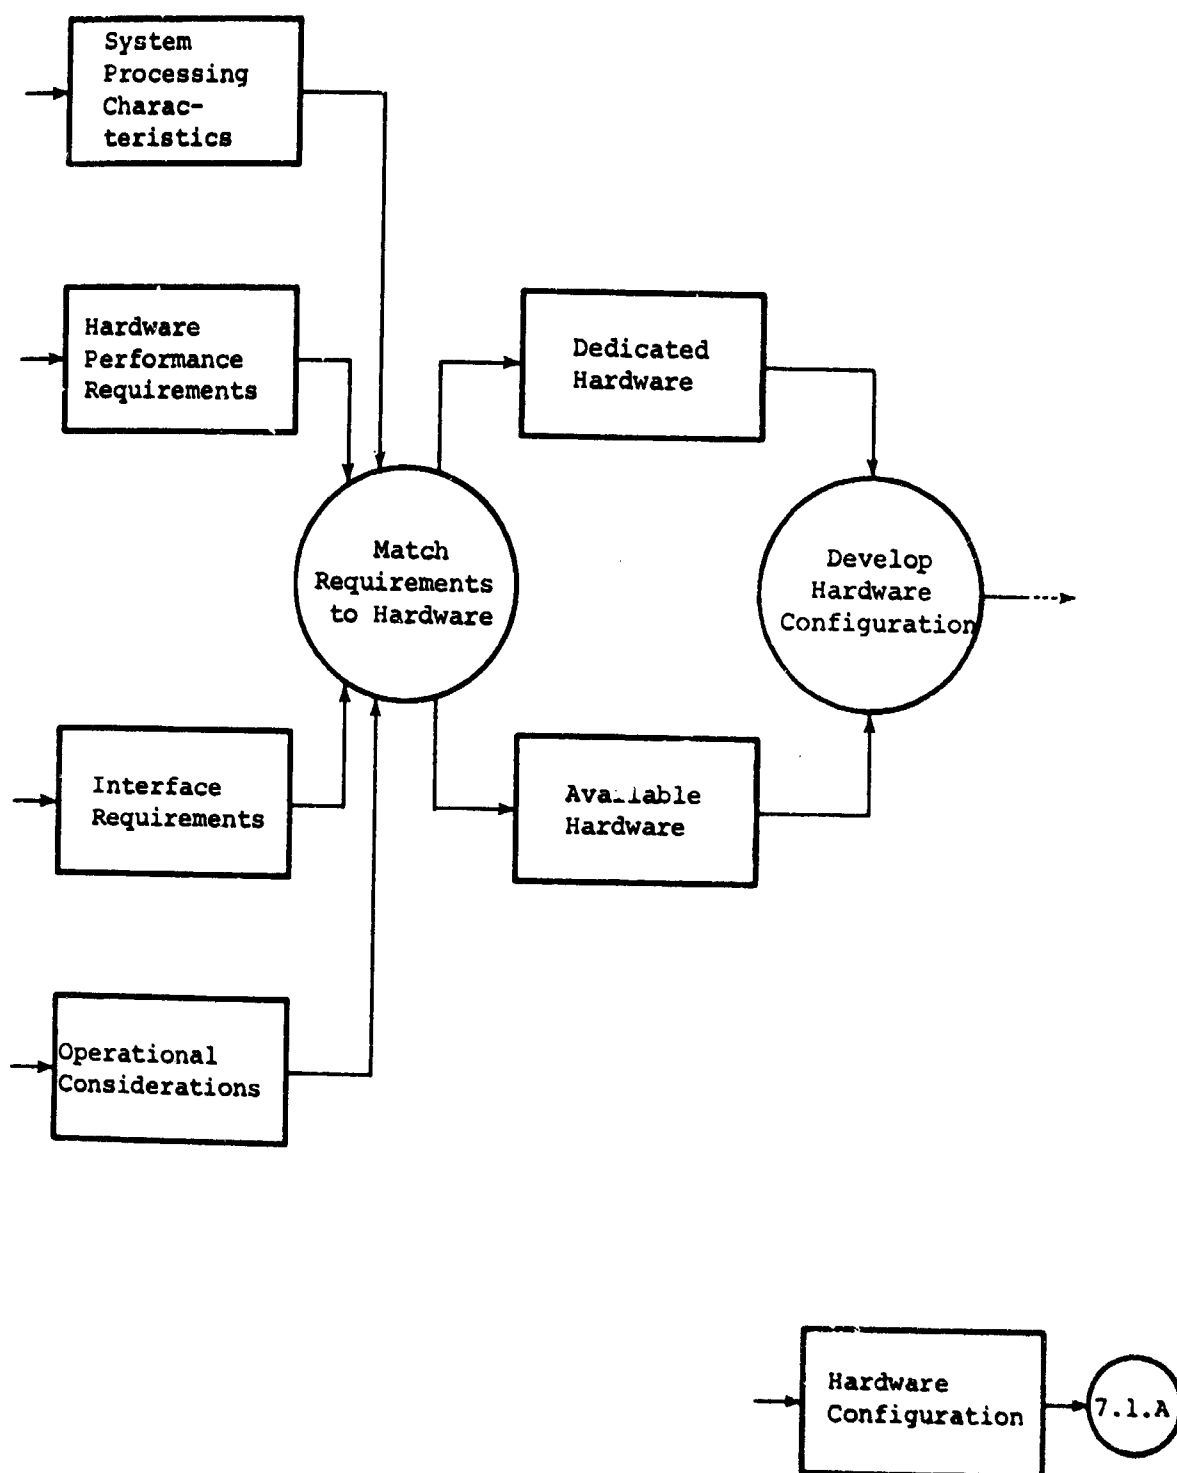 System
Processing
Charac-
teristics
Hardware
Performance
Requirements
Dedicated
Hardware
Match
Requirements
to Hardware
Develop
Hardware
Configuration
Interface
Requirements
Available
Hardware
Operational
Considerations
Hardware
Configuration
7.1.A